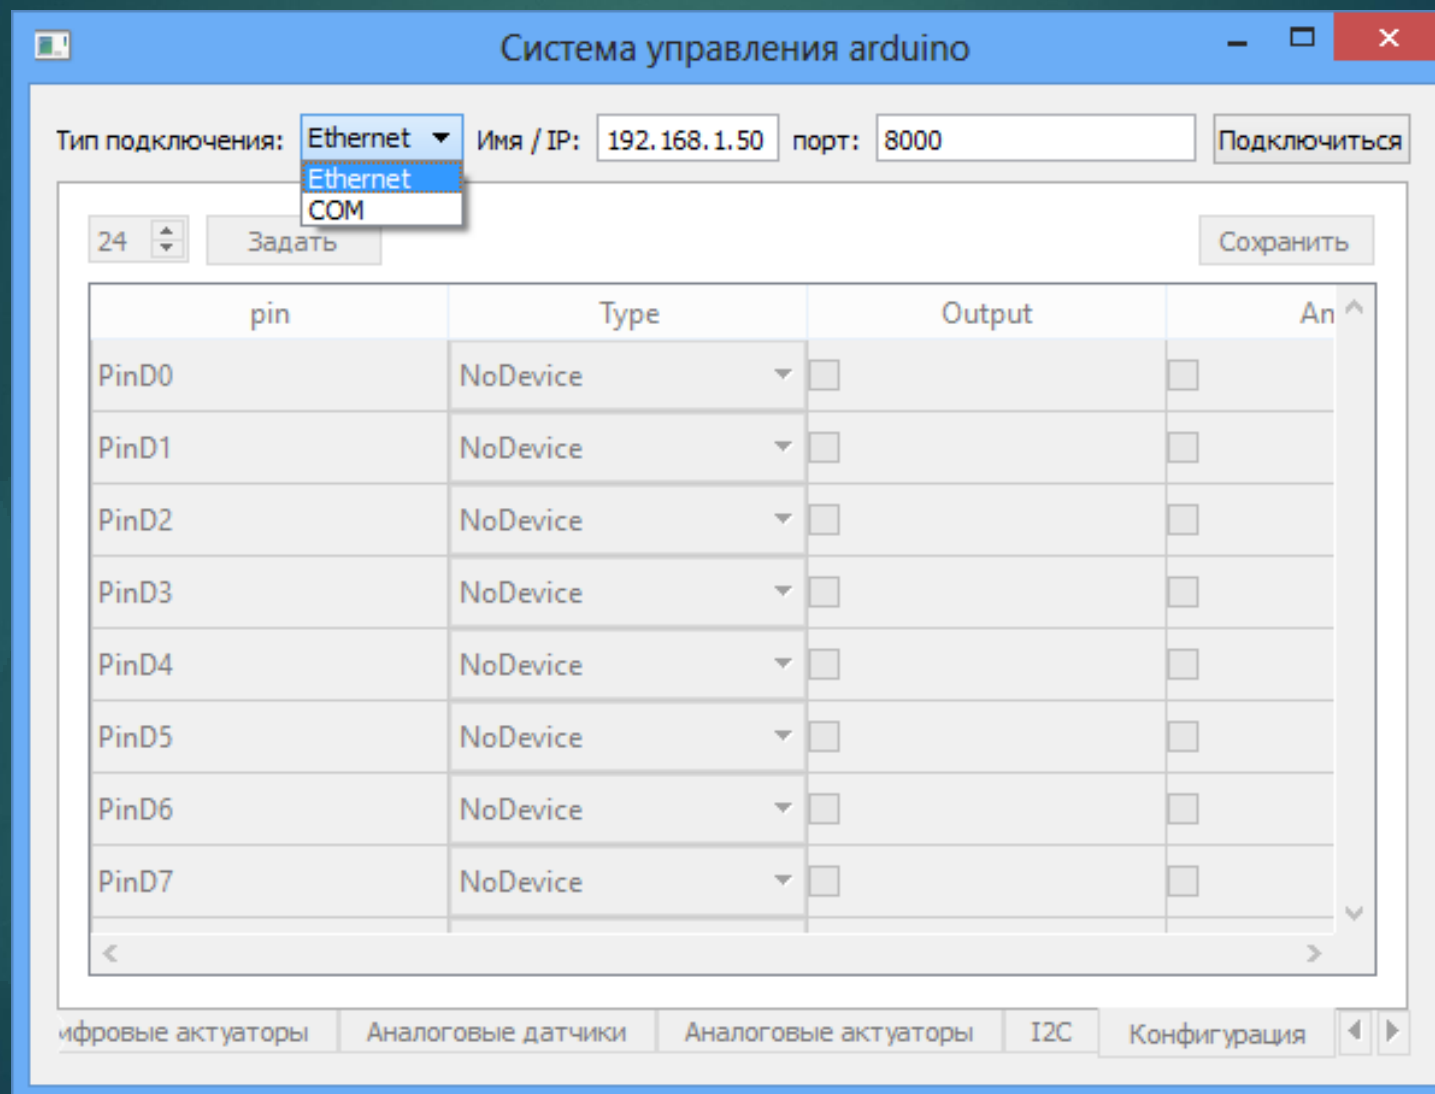 Система управления arduino
Тип подключения: Ethernet Имя / IP: 192.168.1.50 порт: 8000 Подключиться
Ethernet
COM
24 Задать Сохранить
pin Type Output An
PinD0 NoDevice
PinD1 NoDevice
PinD2 NoDevice
PinD3 NoDevice
PinD4 NoDevice
PinD5 NoDevice
PinD6 NoDevice
PinD7 NoDevice
ифровые актуаторы Аналоговые датчики Аналоговые актуаторы I2C Конфигурация